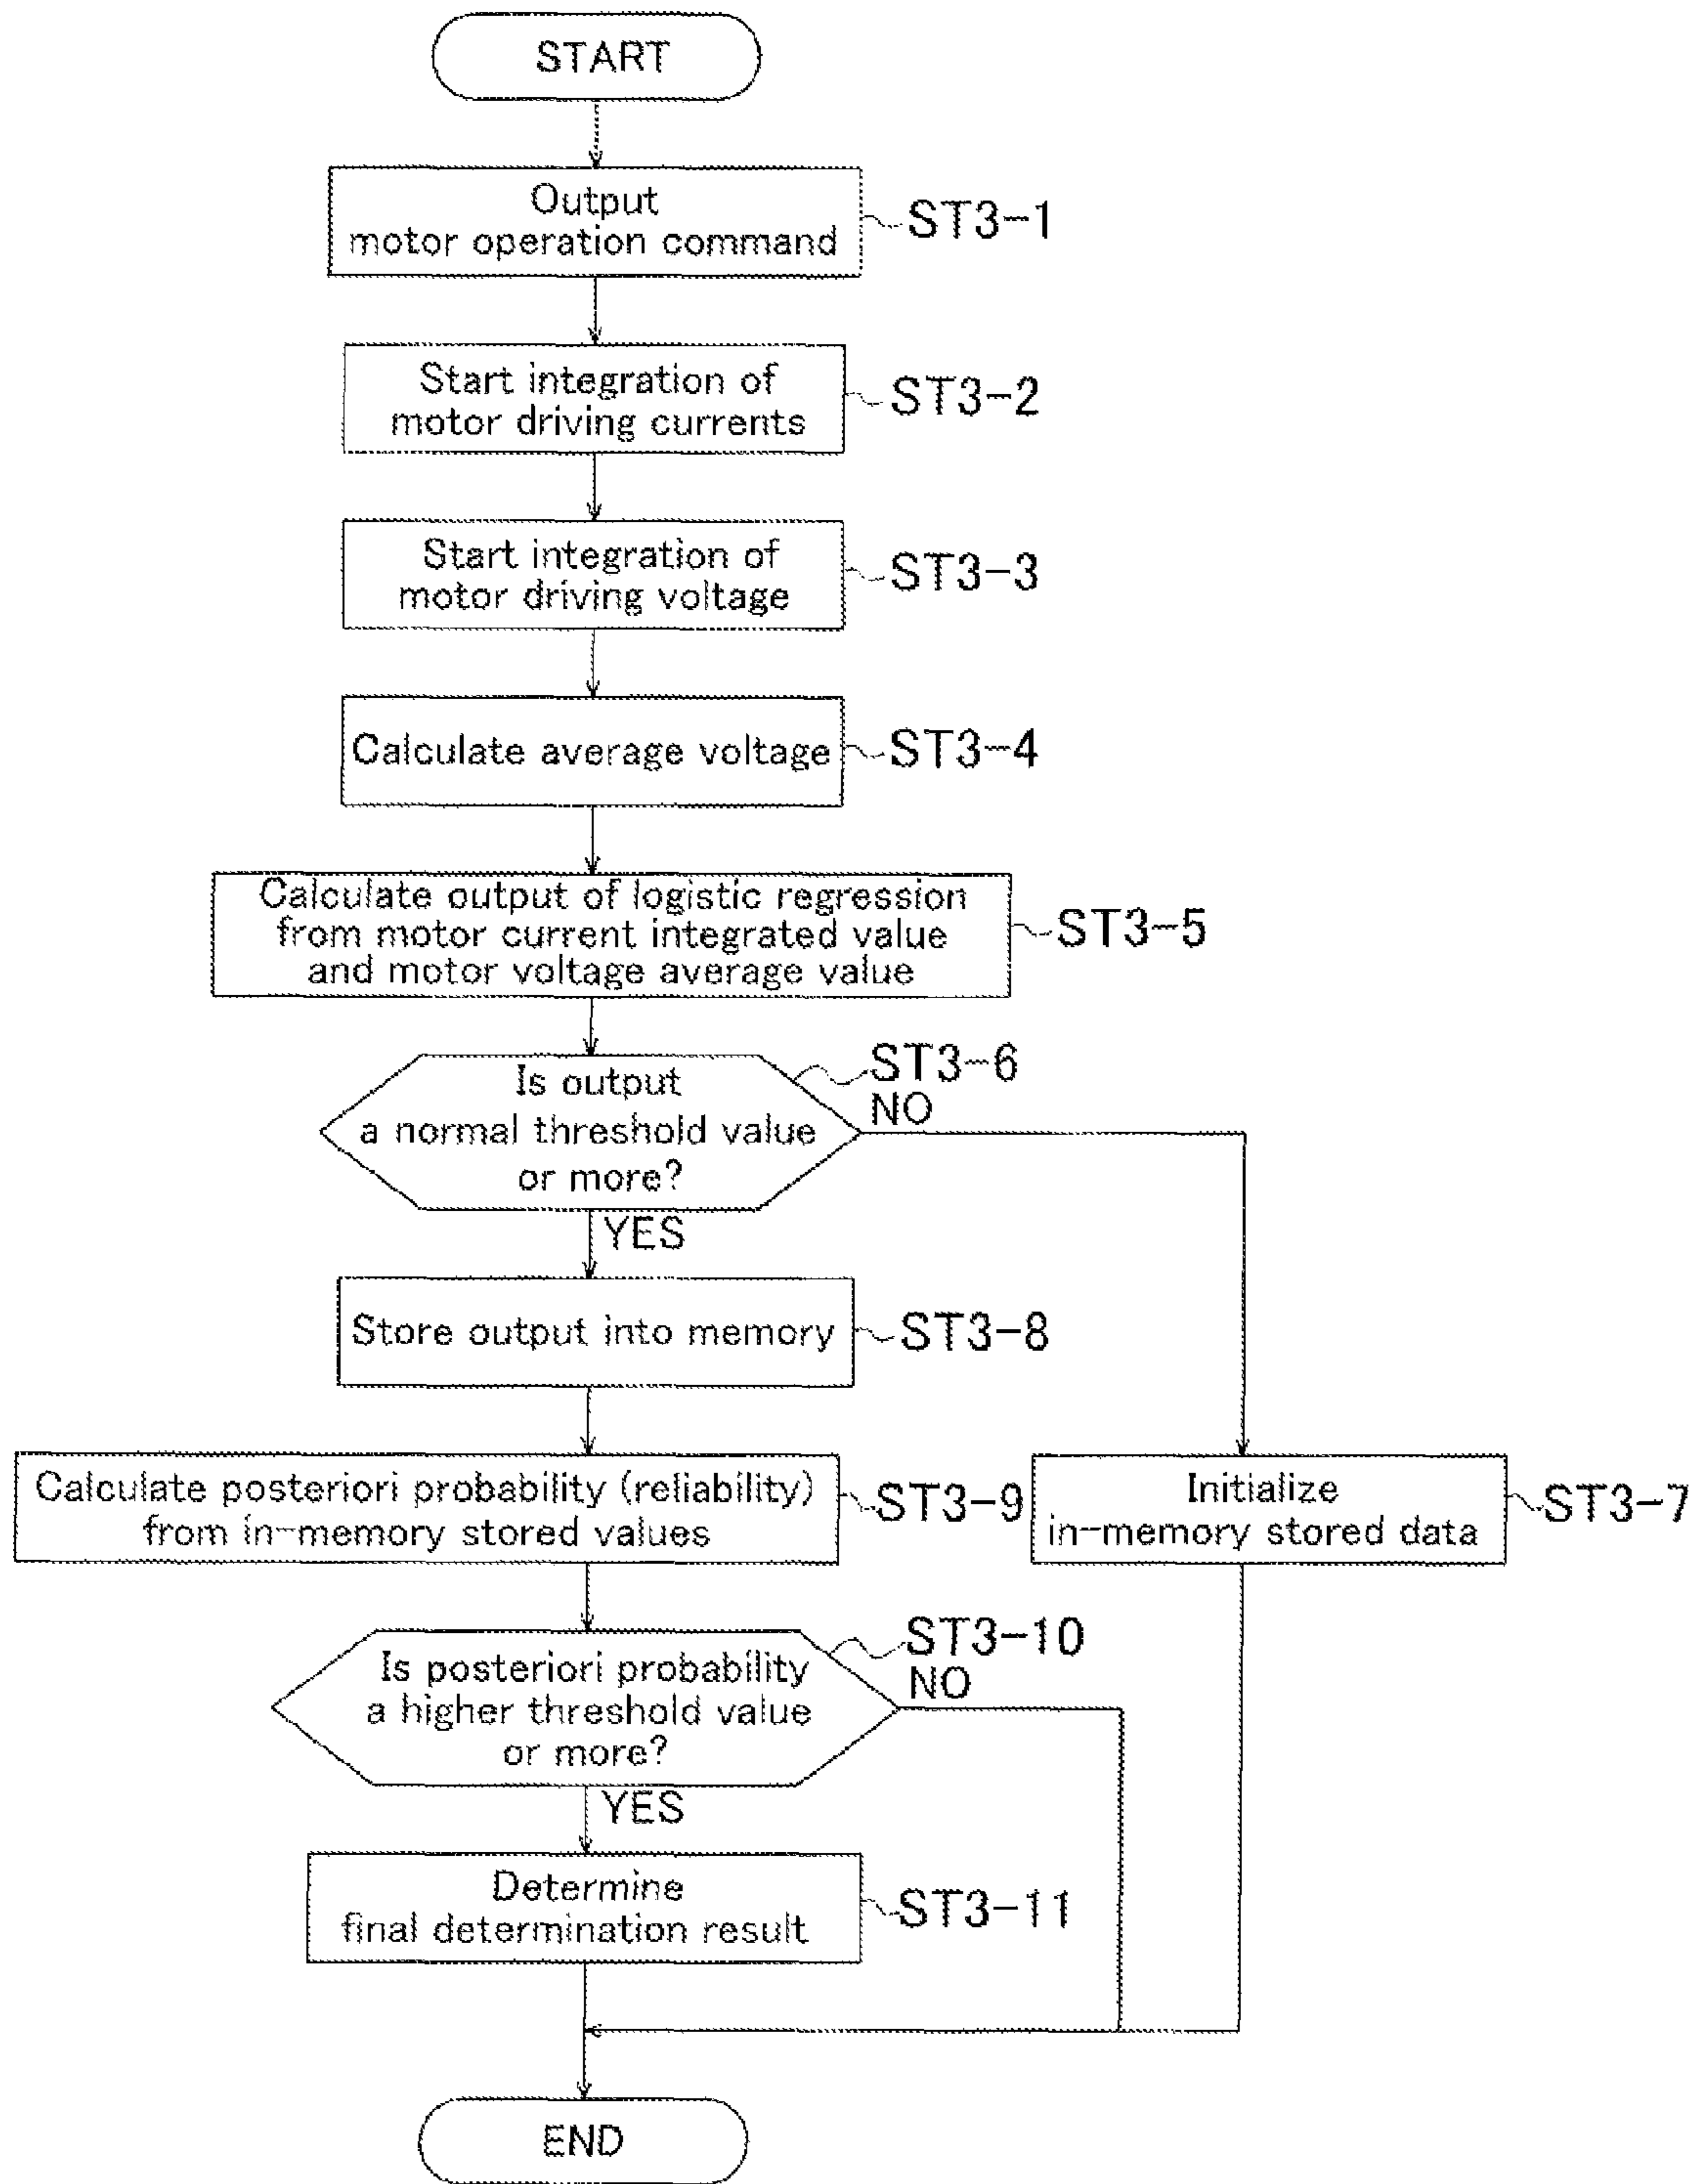 START
Output
motor operation command
ST3-1
Start integration of
motor driving currents
ST3-2
Start integration of
motor driving voltage
ST3-3
Calculate average voltage
ST3-4
Calculate output of logistic regression
from motor current integrated value
and motor voltage average value
ST3-5
Is output
a normal threshold value
or more?
ST3-6
NO
YES
Store output into memory
ST3-8
Calculate posteriori probability (reliability)
from in-memory stored values
ST3-9
Initialize
in-memory stored data
ST3-7
Is posteriori probability
a higher threshold value
or more?
ST3-10
NO
YES
Determine
final determination result
ST3-11
END